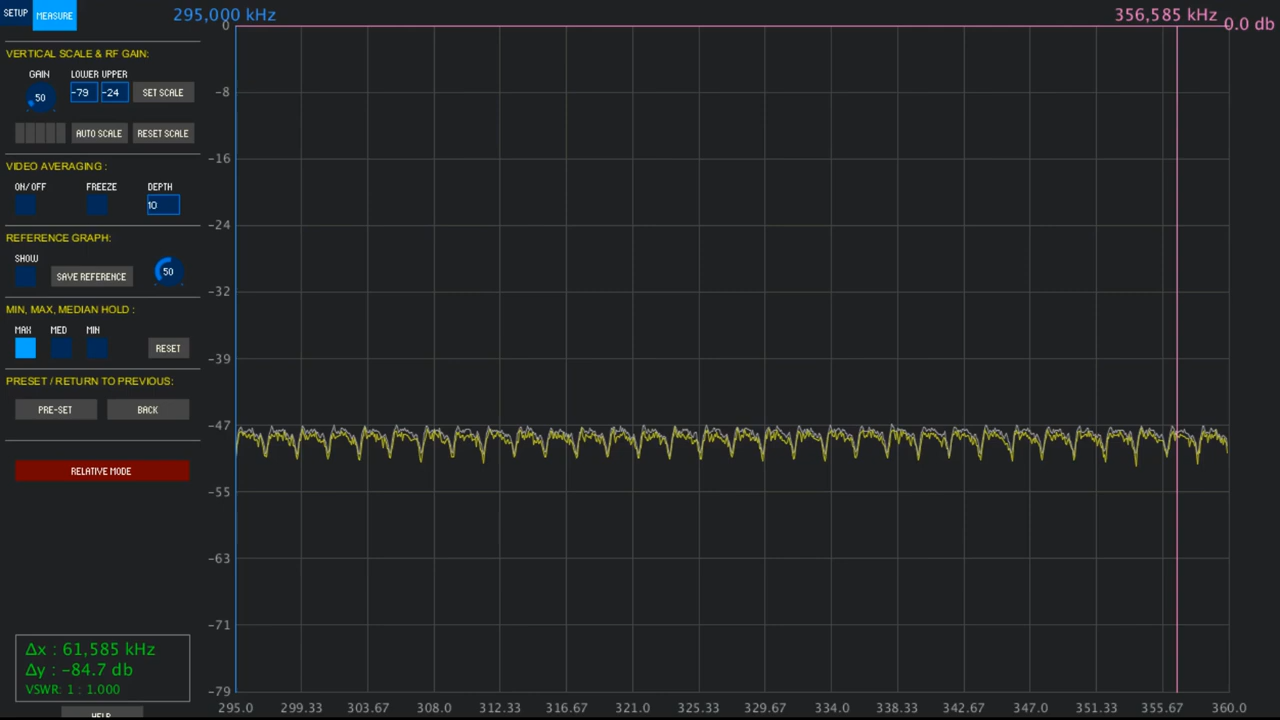 SETUP MEASURE 295,000 kHz 356,585 kHz
0 0.0 db
VERTICAL SCALE & RF GAIN:
GAIN LOWER UPPER
50 -79 -24 SET SCALE
AUTO SCALE RESET SCALE
VIDEO AVERAGING :
ON/OFF FREEZE DEPTH
10
REFERENCE GRAPH:
SHOW
SAVE REFERENCE 50
MIN, MAX, MEDIAN HOLD :
MAX MED MIN
RESET
PRESET / RETURN TO PREVIOUS:
PRE-SET BACK
RELATIVE MODE
Δx : 61,585 kHz
Δy : -84.7 db
VSWR: 1 : 1.000
HELP
-8
-16
-24
-32
-39
-47
-55
-63
-71
-79
295.0 299.33 303.67 308.0 312.33 316.67 321.0 325.33 329.67 334.0 338.33 342.67 347.0 351.33 355.67 360.0